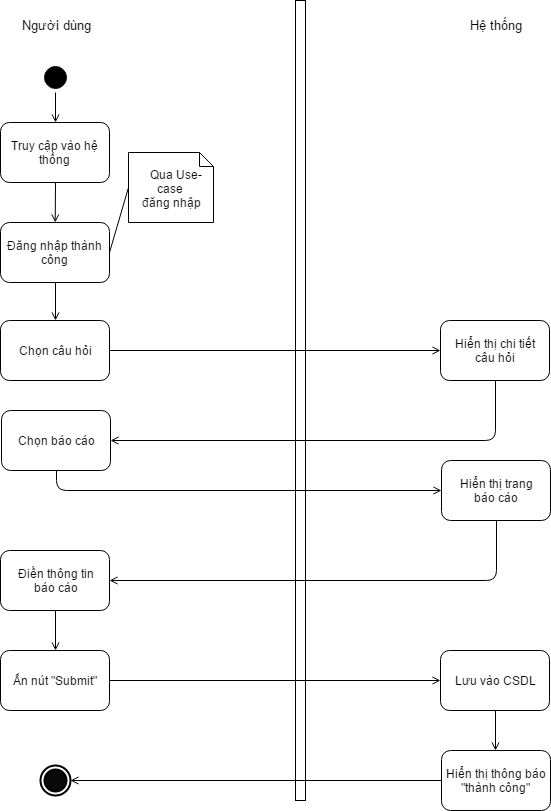 Người dùng
Hệ thống
Truy cập vào hệ
thống
Qua Use-
case
đăng nhập
Đăng nhập thành
công
Chọn câu hỏi
Hiển thị chi tiết
câu hỏi
Chọn báo cáo
Hiển thị trang
báo cáo
Điền thông tin
báo cáo
Ấn nút "Submit"
Lưu vào CSDL
Hiển thị thông báo
"thành công"